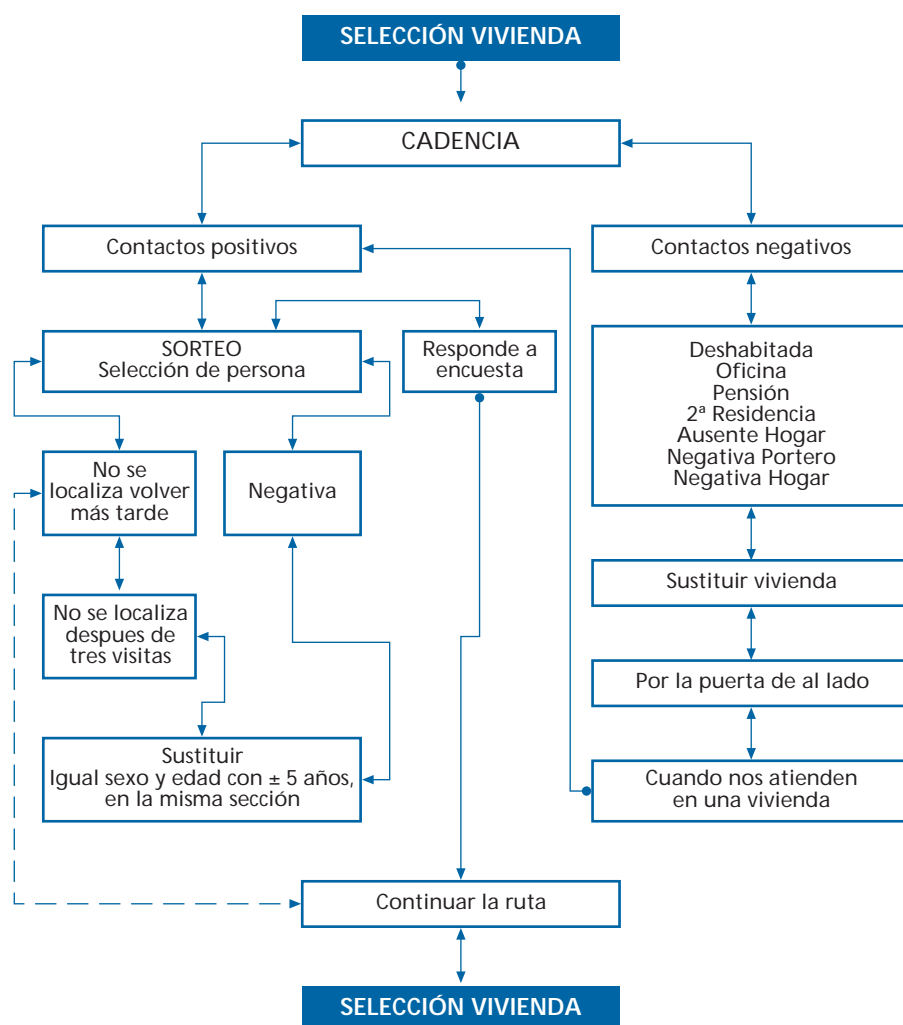 SELECCIÓN VIVIENDA
CADENCIA
Contactos positivos
Contactos negativos
SORTEO
Selección de persona
Responde a
encuesta
Deshabitada
Oficina
Pensión
2ª Residencia
Ausente Hogar
Negativa Portero
Negativa Hogar
No se
localiza volver
más tarde
Negativa
Sustituir vivienda
No se localiza
despues de
tres visitas
Por la puerta de al lado
Sustituir
Igual sexo y edad con ± 5 años,
en la misma sección
Cuando nos atienden
en una vivienda
Continuar la ruta
SELECCIÓN VIVIENDA